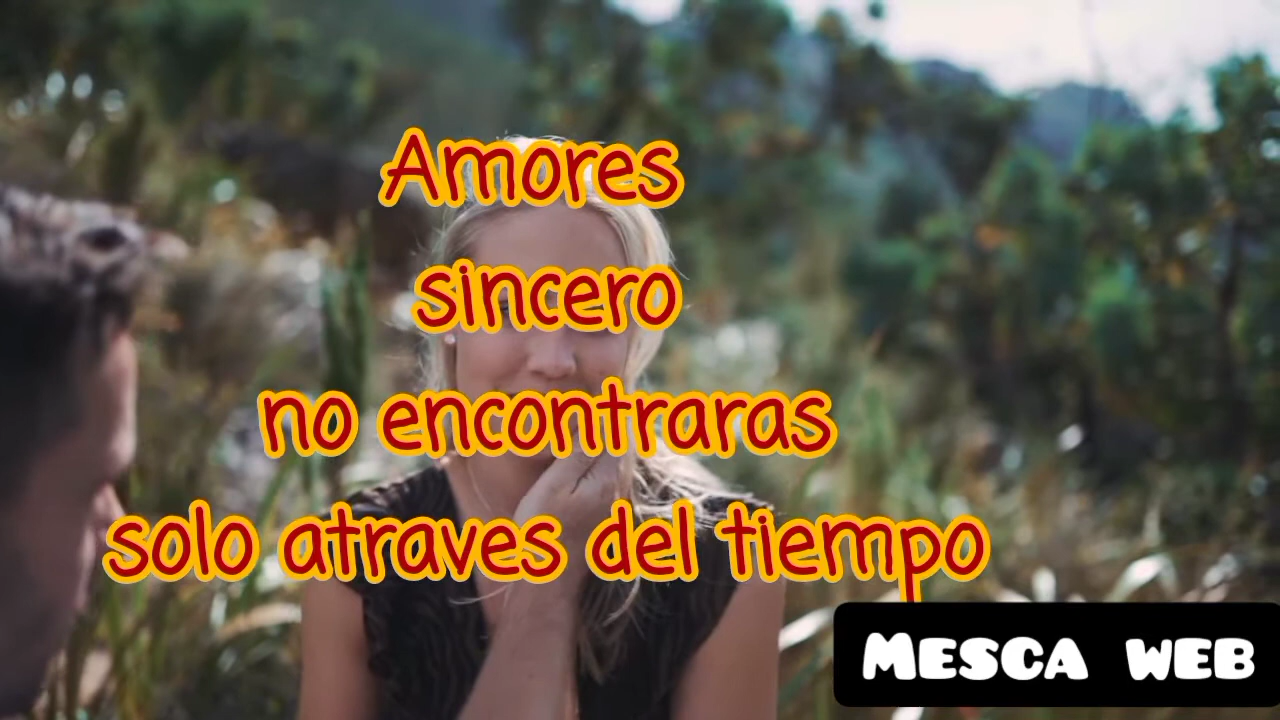 Amores
sincero
no encontraras
solo atraves del tiempo
MESCA WEB